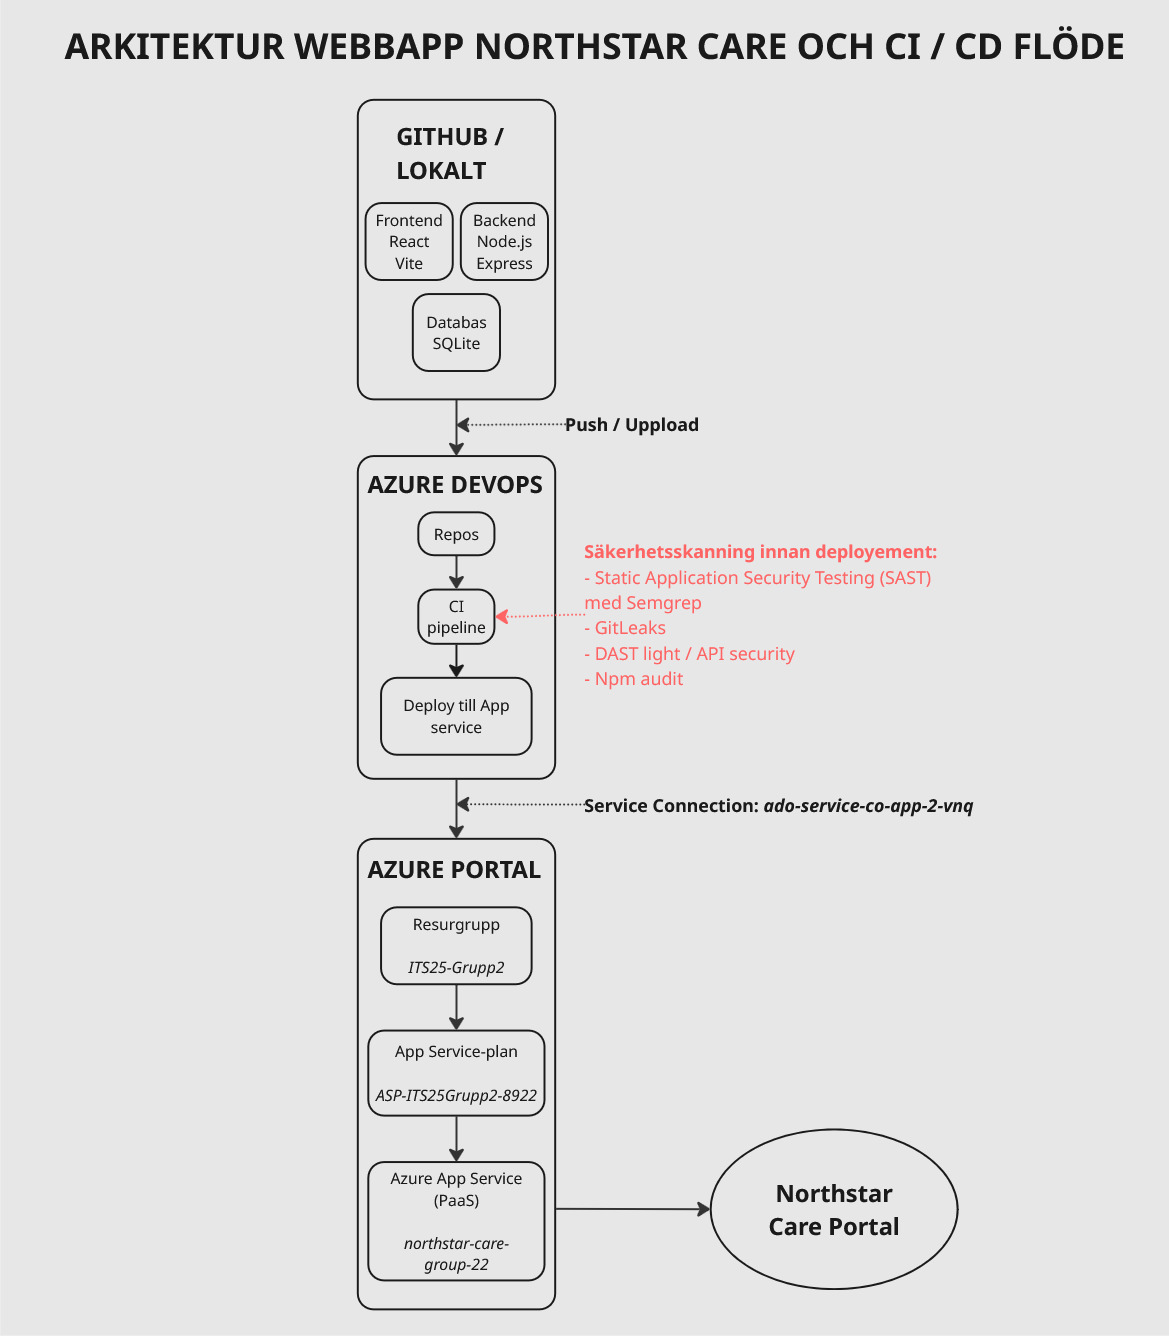 ARKITEKTUR WEBBAPP NORTHSTAR CARE OCH CI / CD FLÖDE
GITHUB /
LOKALT
Frontend
React
Vite
Backend
Node.js
Express
Databas
SQLite
Push / Uppload
AZURE DEVOPS
Repos
CI
pipeline
Säkerhetsskanning innan deployement:
- Static Application Security Testing (SAST)
med Semgrep
- GitLeaks
- DAST light / API security
- Npm audit
Deploy till App
service
Service Connection: ado-service-co-app-2-vnq
AZURE PORTAL
Resurgrupp
ITS25-Grupp2
App Service-plan
ASP-ITS25Grupp2-8922
Azure App Service
(PaaS)
northstar-care-
group-22
Northstar
Care Portal